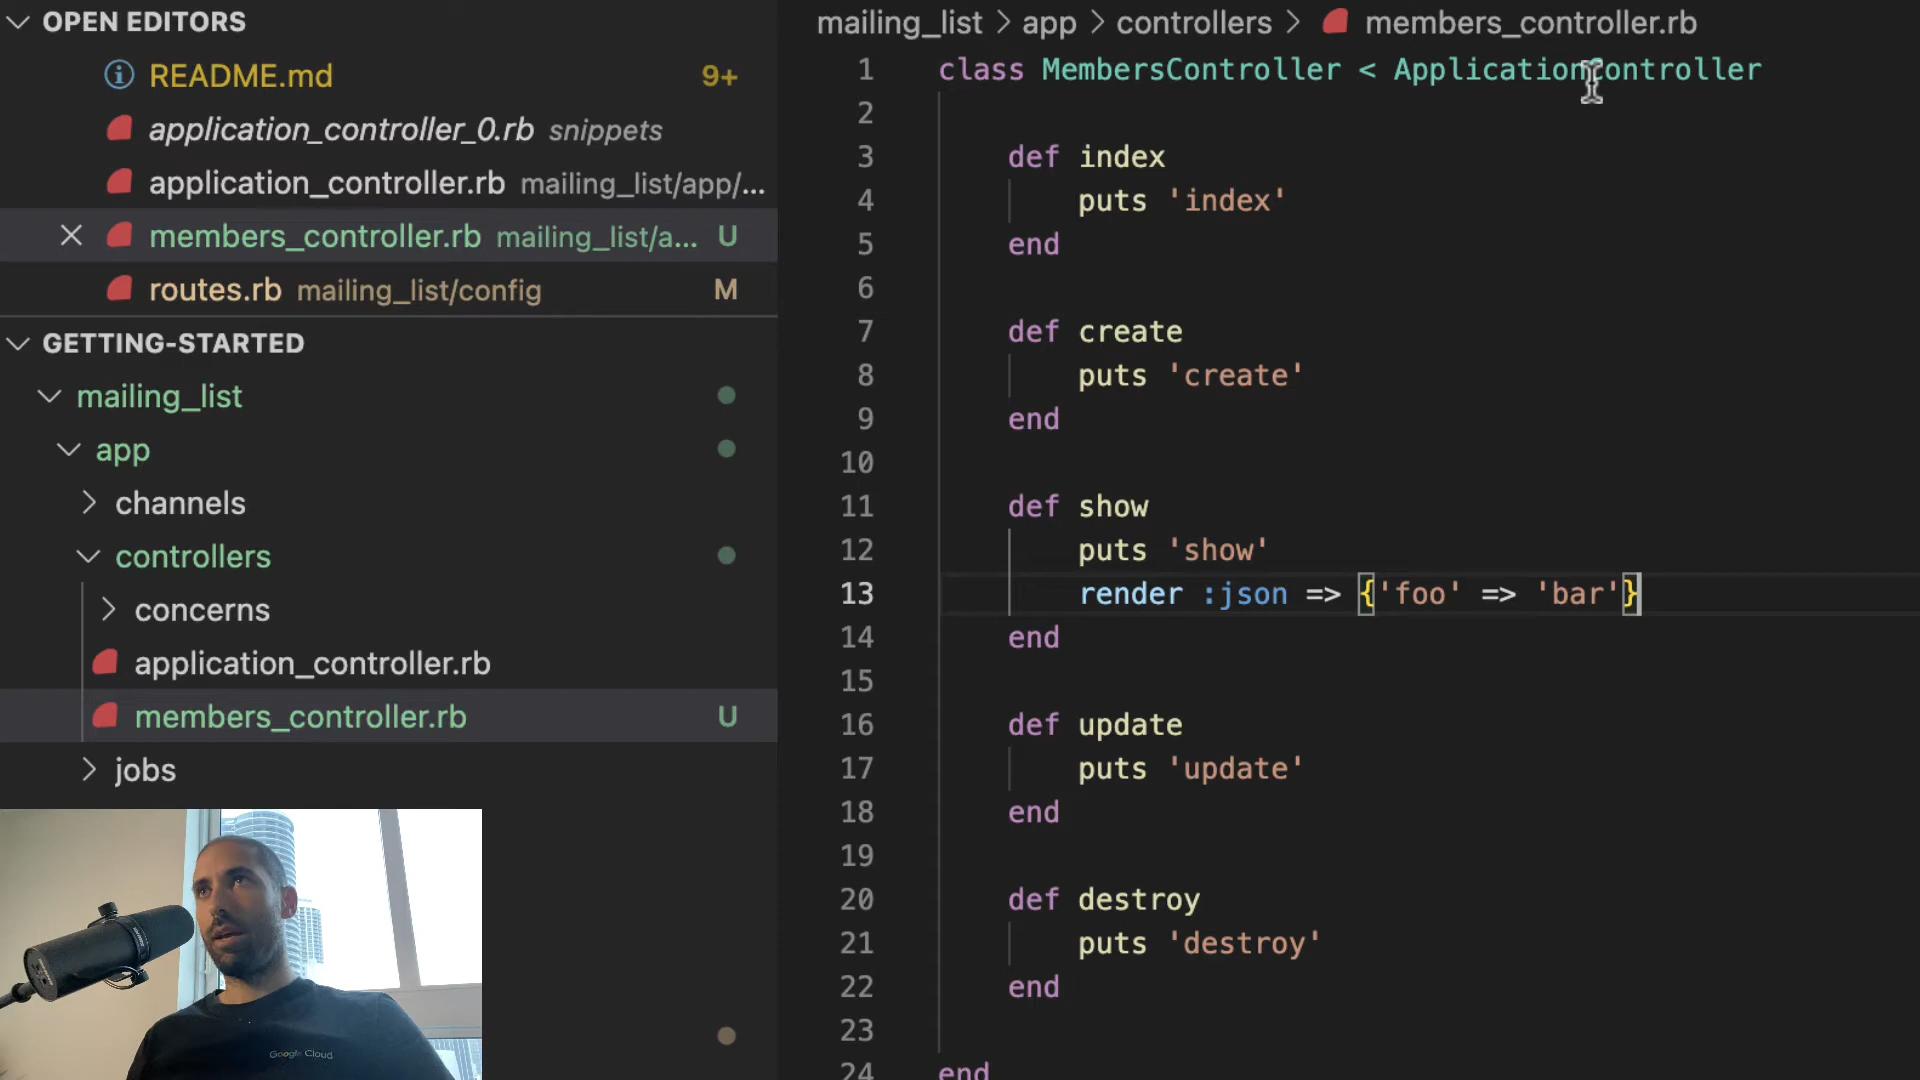 OPEN EDITORS
README.md 9+
application_controller_0.rb snippets
application_controller.rb mailing_list/app/...
members_controller.rb mailing_list/a... U
routes.rb mailing_list/config M
GETTING-STARTED
mailing_list
app
channels
controllers
concerns
application_controller.rb
members_controller.rb U
jobs
Google Cloud
mailing_list > app > controllers > members_controller.rb
1 class MembersController < ApplicationController
2
3 def index
4 puts 'index'
5 end
6
7 def create
8 puts 'create'
9 end
10
11 def show
12 puts 'show'
13 render :json => {'foo' => 'bar'}
14 end
15
16 def update
17 puts 'update'
18 end
19
20 def destroy
21 puts 'destroy'
22 end
23
24 end